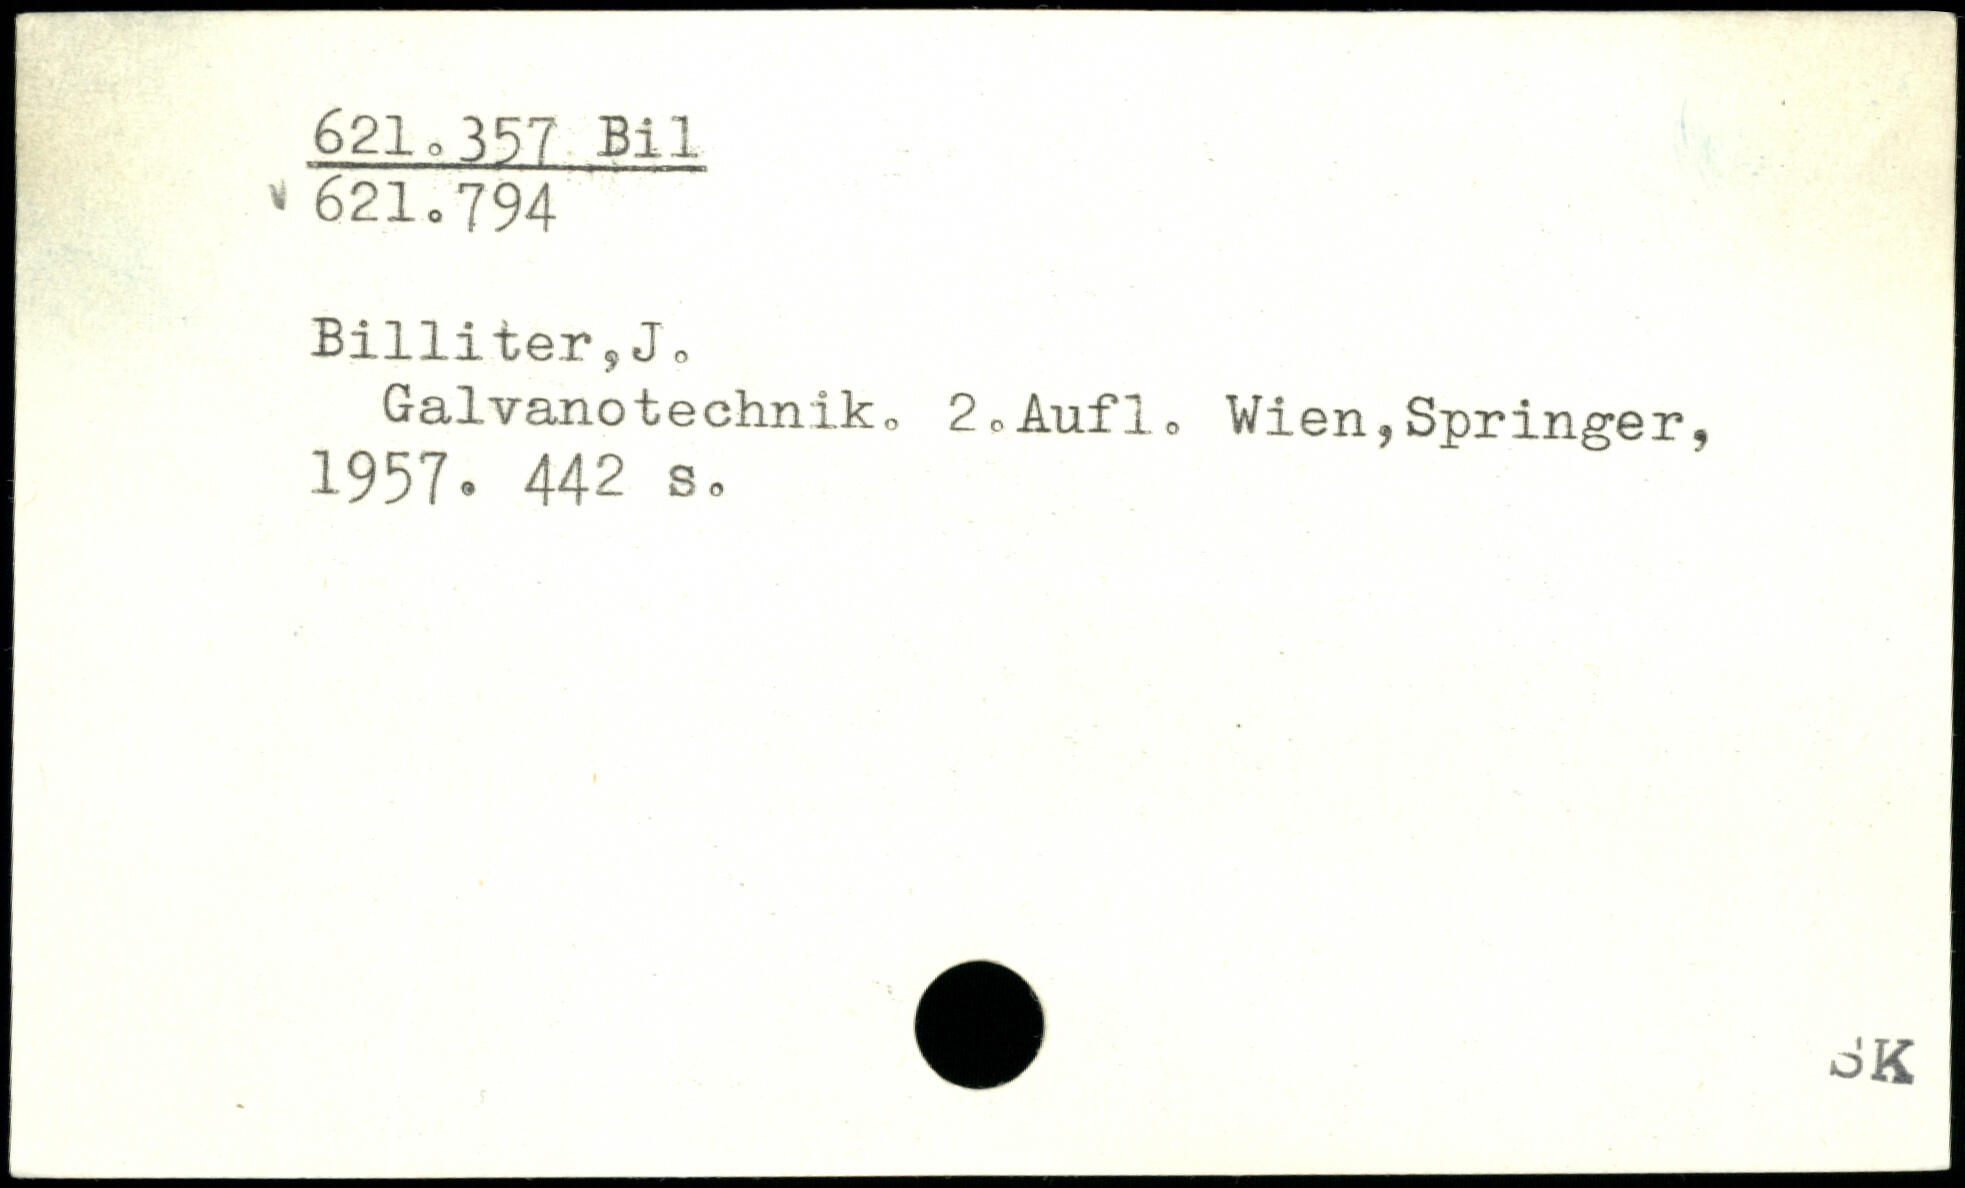 621.357 Bil
v 621.794
Billiter,J.
Galvanotechnik. 2.Aufl. Wien,Springer,
1957. 442 s.
SK